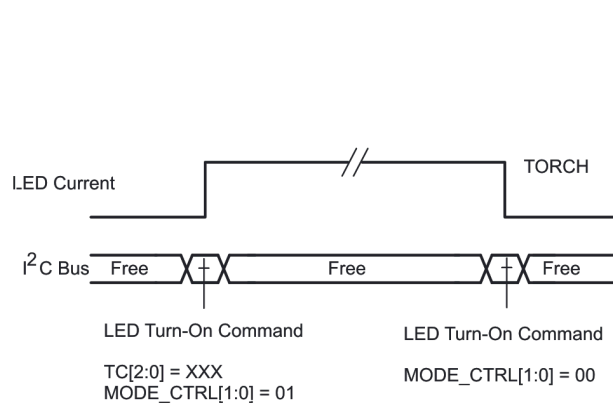 LED Current
TORCH
I2C Bus
Free
Free
Free
LED Turn-On Command
TC[2:0] = XXX
MODE_CTRL[1:0] = 01
LED Turn-On Command
MODE_CTRL[1:0] = 00